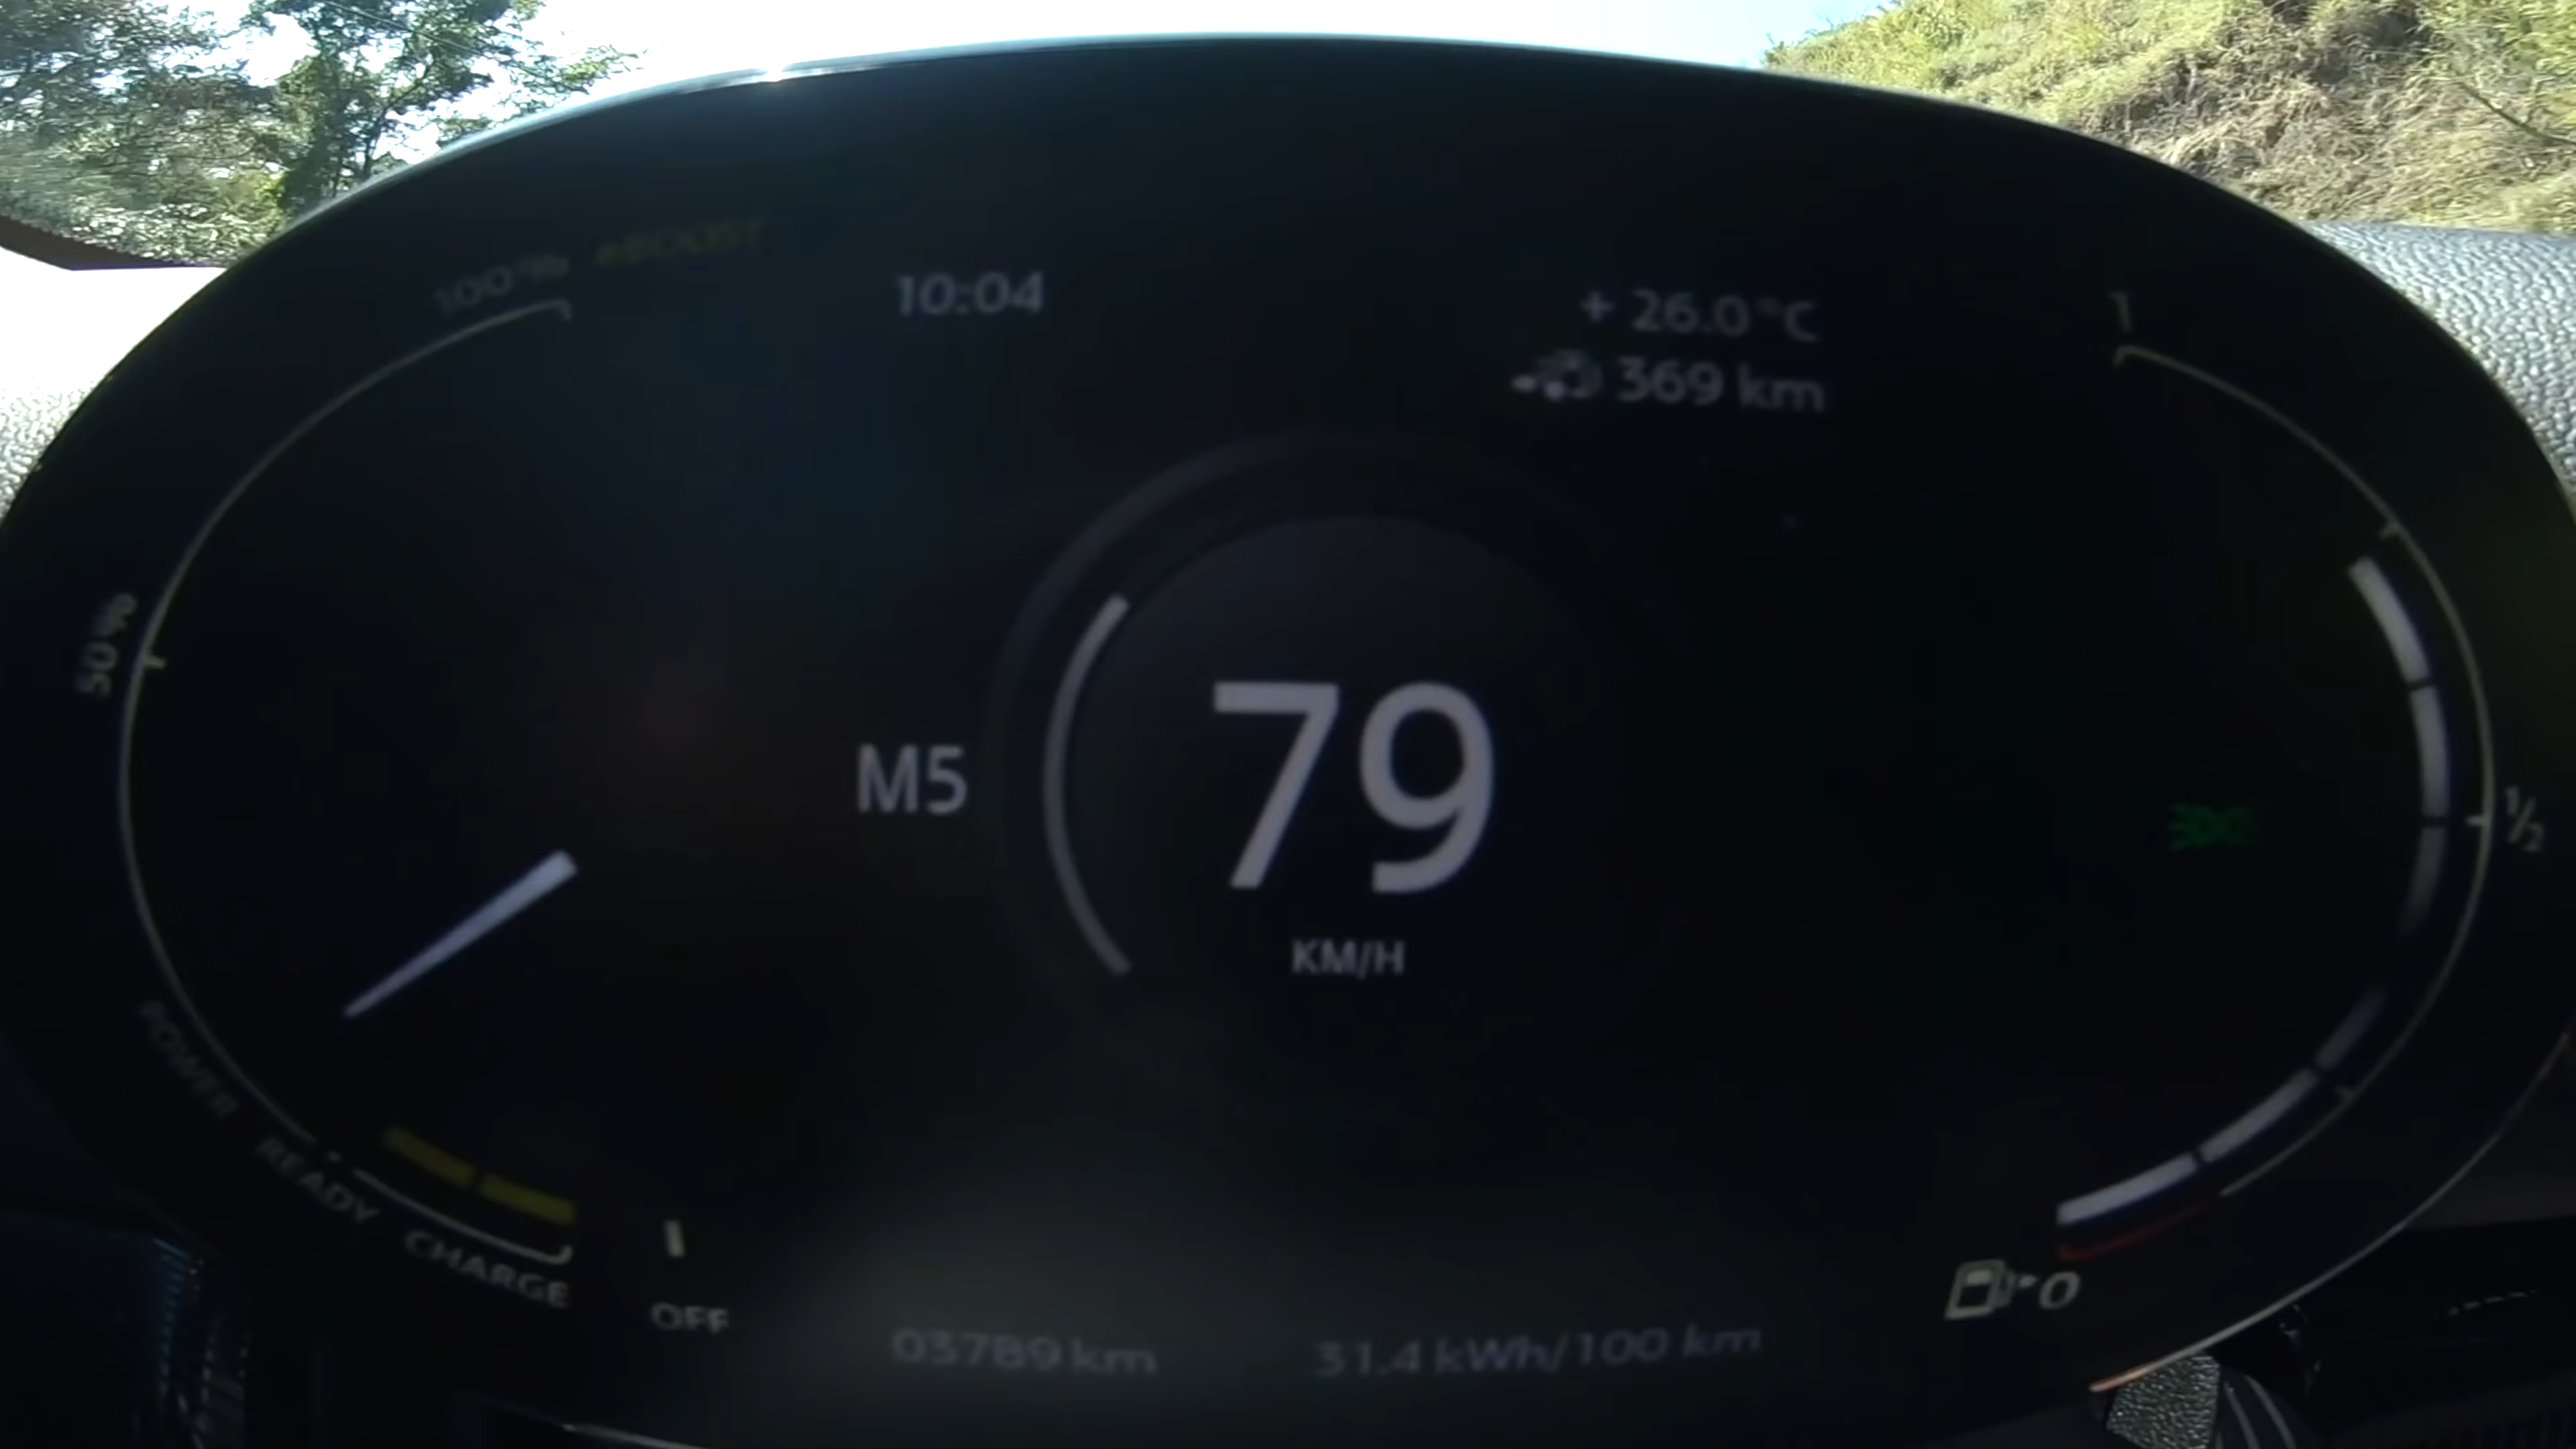 100% eBOOST
10:04
+ 26.0 °C
369 km
1
50%
M5
79
KM/H
1/2
POWER
READY
CHARGE
OFF
0
03789 km
31.4 kWh/100 km